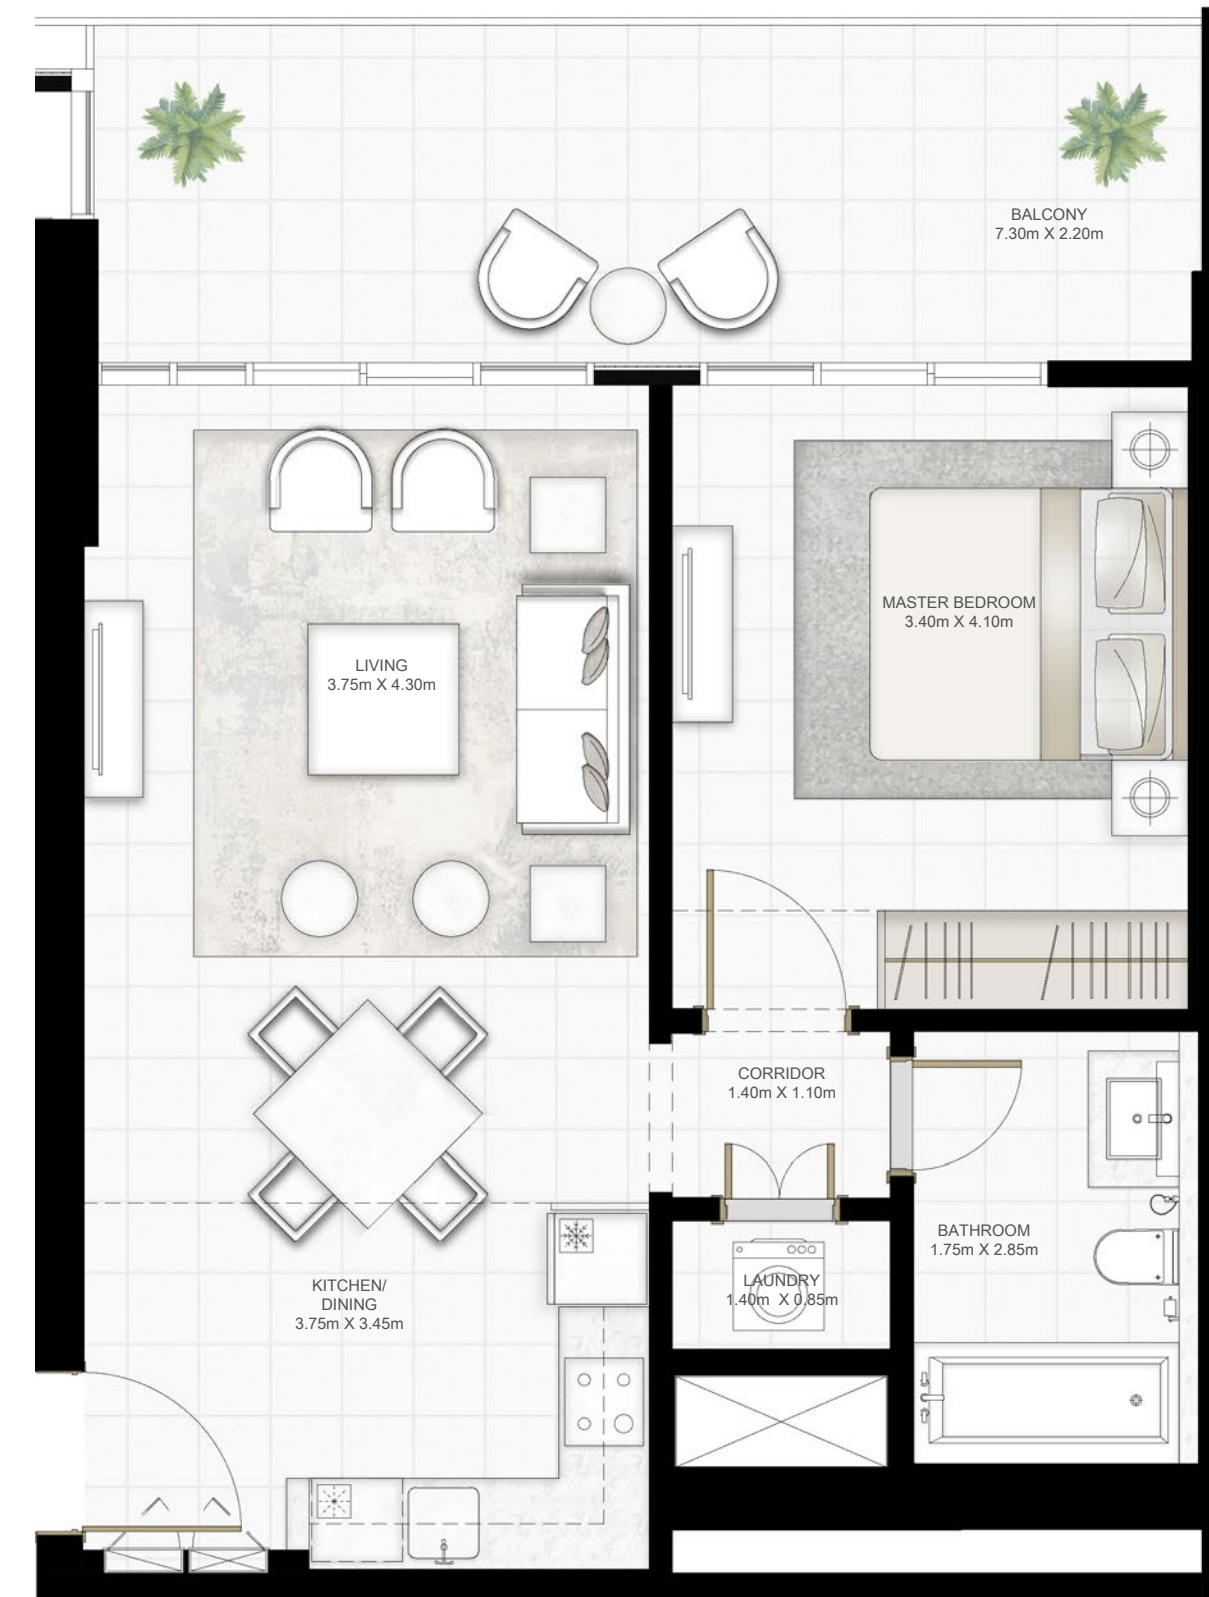 BALCONY
7.30m X 2.20m
MASTER BEDROOM
3.40m X 4.10m
LIVING
3.75m X 4.30m
CORRIDOR
1.40m X 1.10m
BATHROOM
1.75m X 2.85m
LAUNDRY
1.40m X 0.85m
KITCHEN/
DINING
3.75m X 3.45m